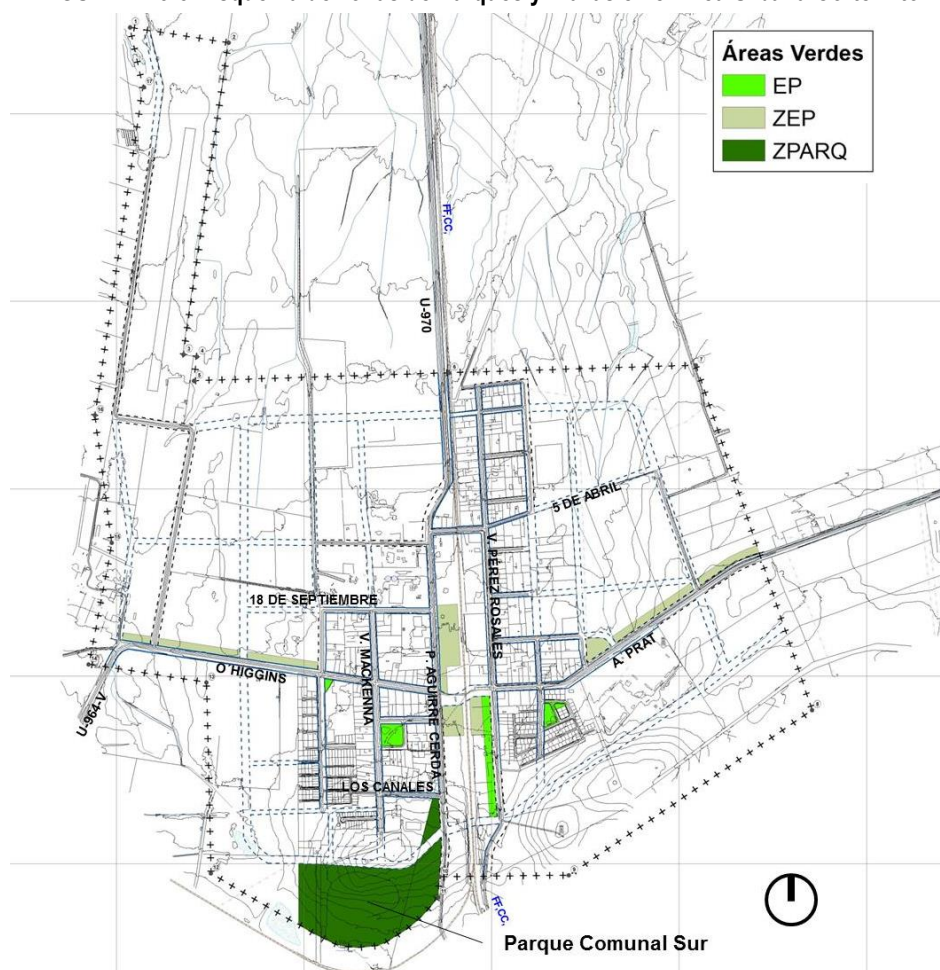 Áreas Verdes
EP
ZEP
ZPARQ
FF.CC.
U-970
5 DE ABRIL
V. PEREZ ROSALES
18 DE SEPTIEMBRE
V. MACKENNA
P. AGUIRRE CERDA
A. PRAT
O´HIGGINS
U-964-V
LOS CANALES
FF.CC.
Parque Comunal Sur